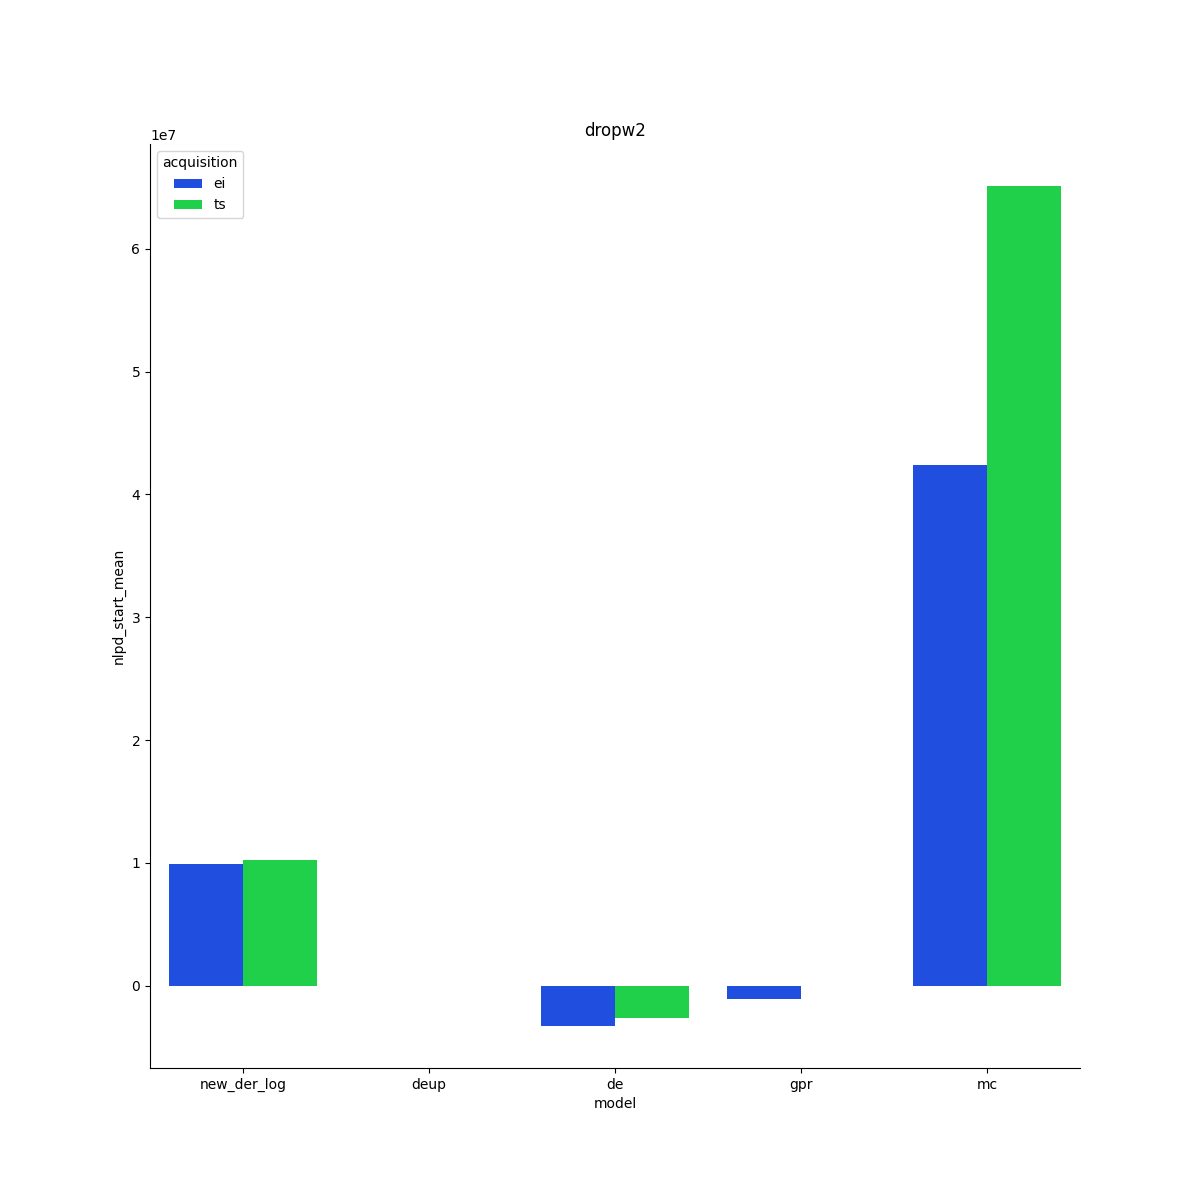 dropw2
1e7
acquisition
ei
ts
6
5
4
3
2
1
0
nlpd_start_mean
new_der_log deup de gpr mc
model